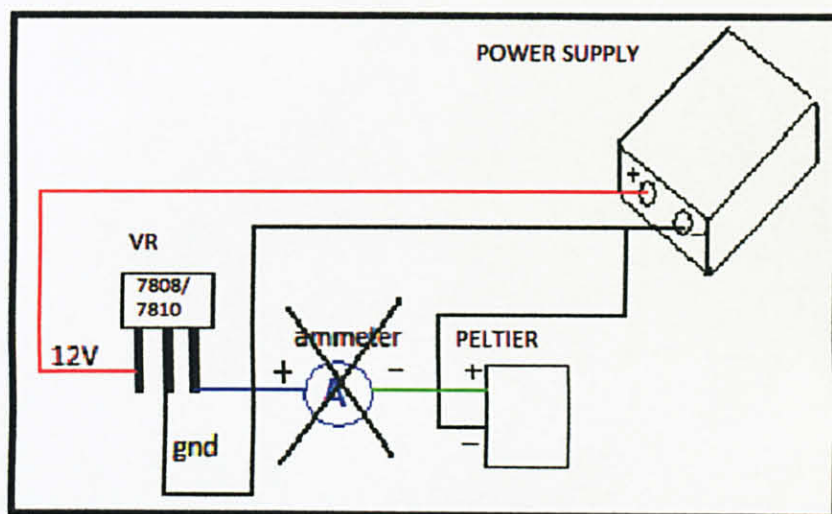 POWER SUPPLY
+
-
VR
7808/
7810
12V
gnd
ammeter
+
-
A
PELTIER
+
-